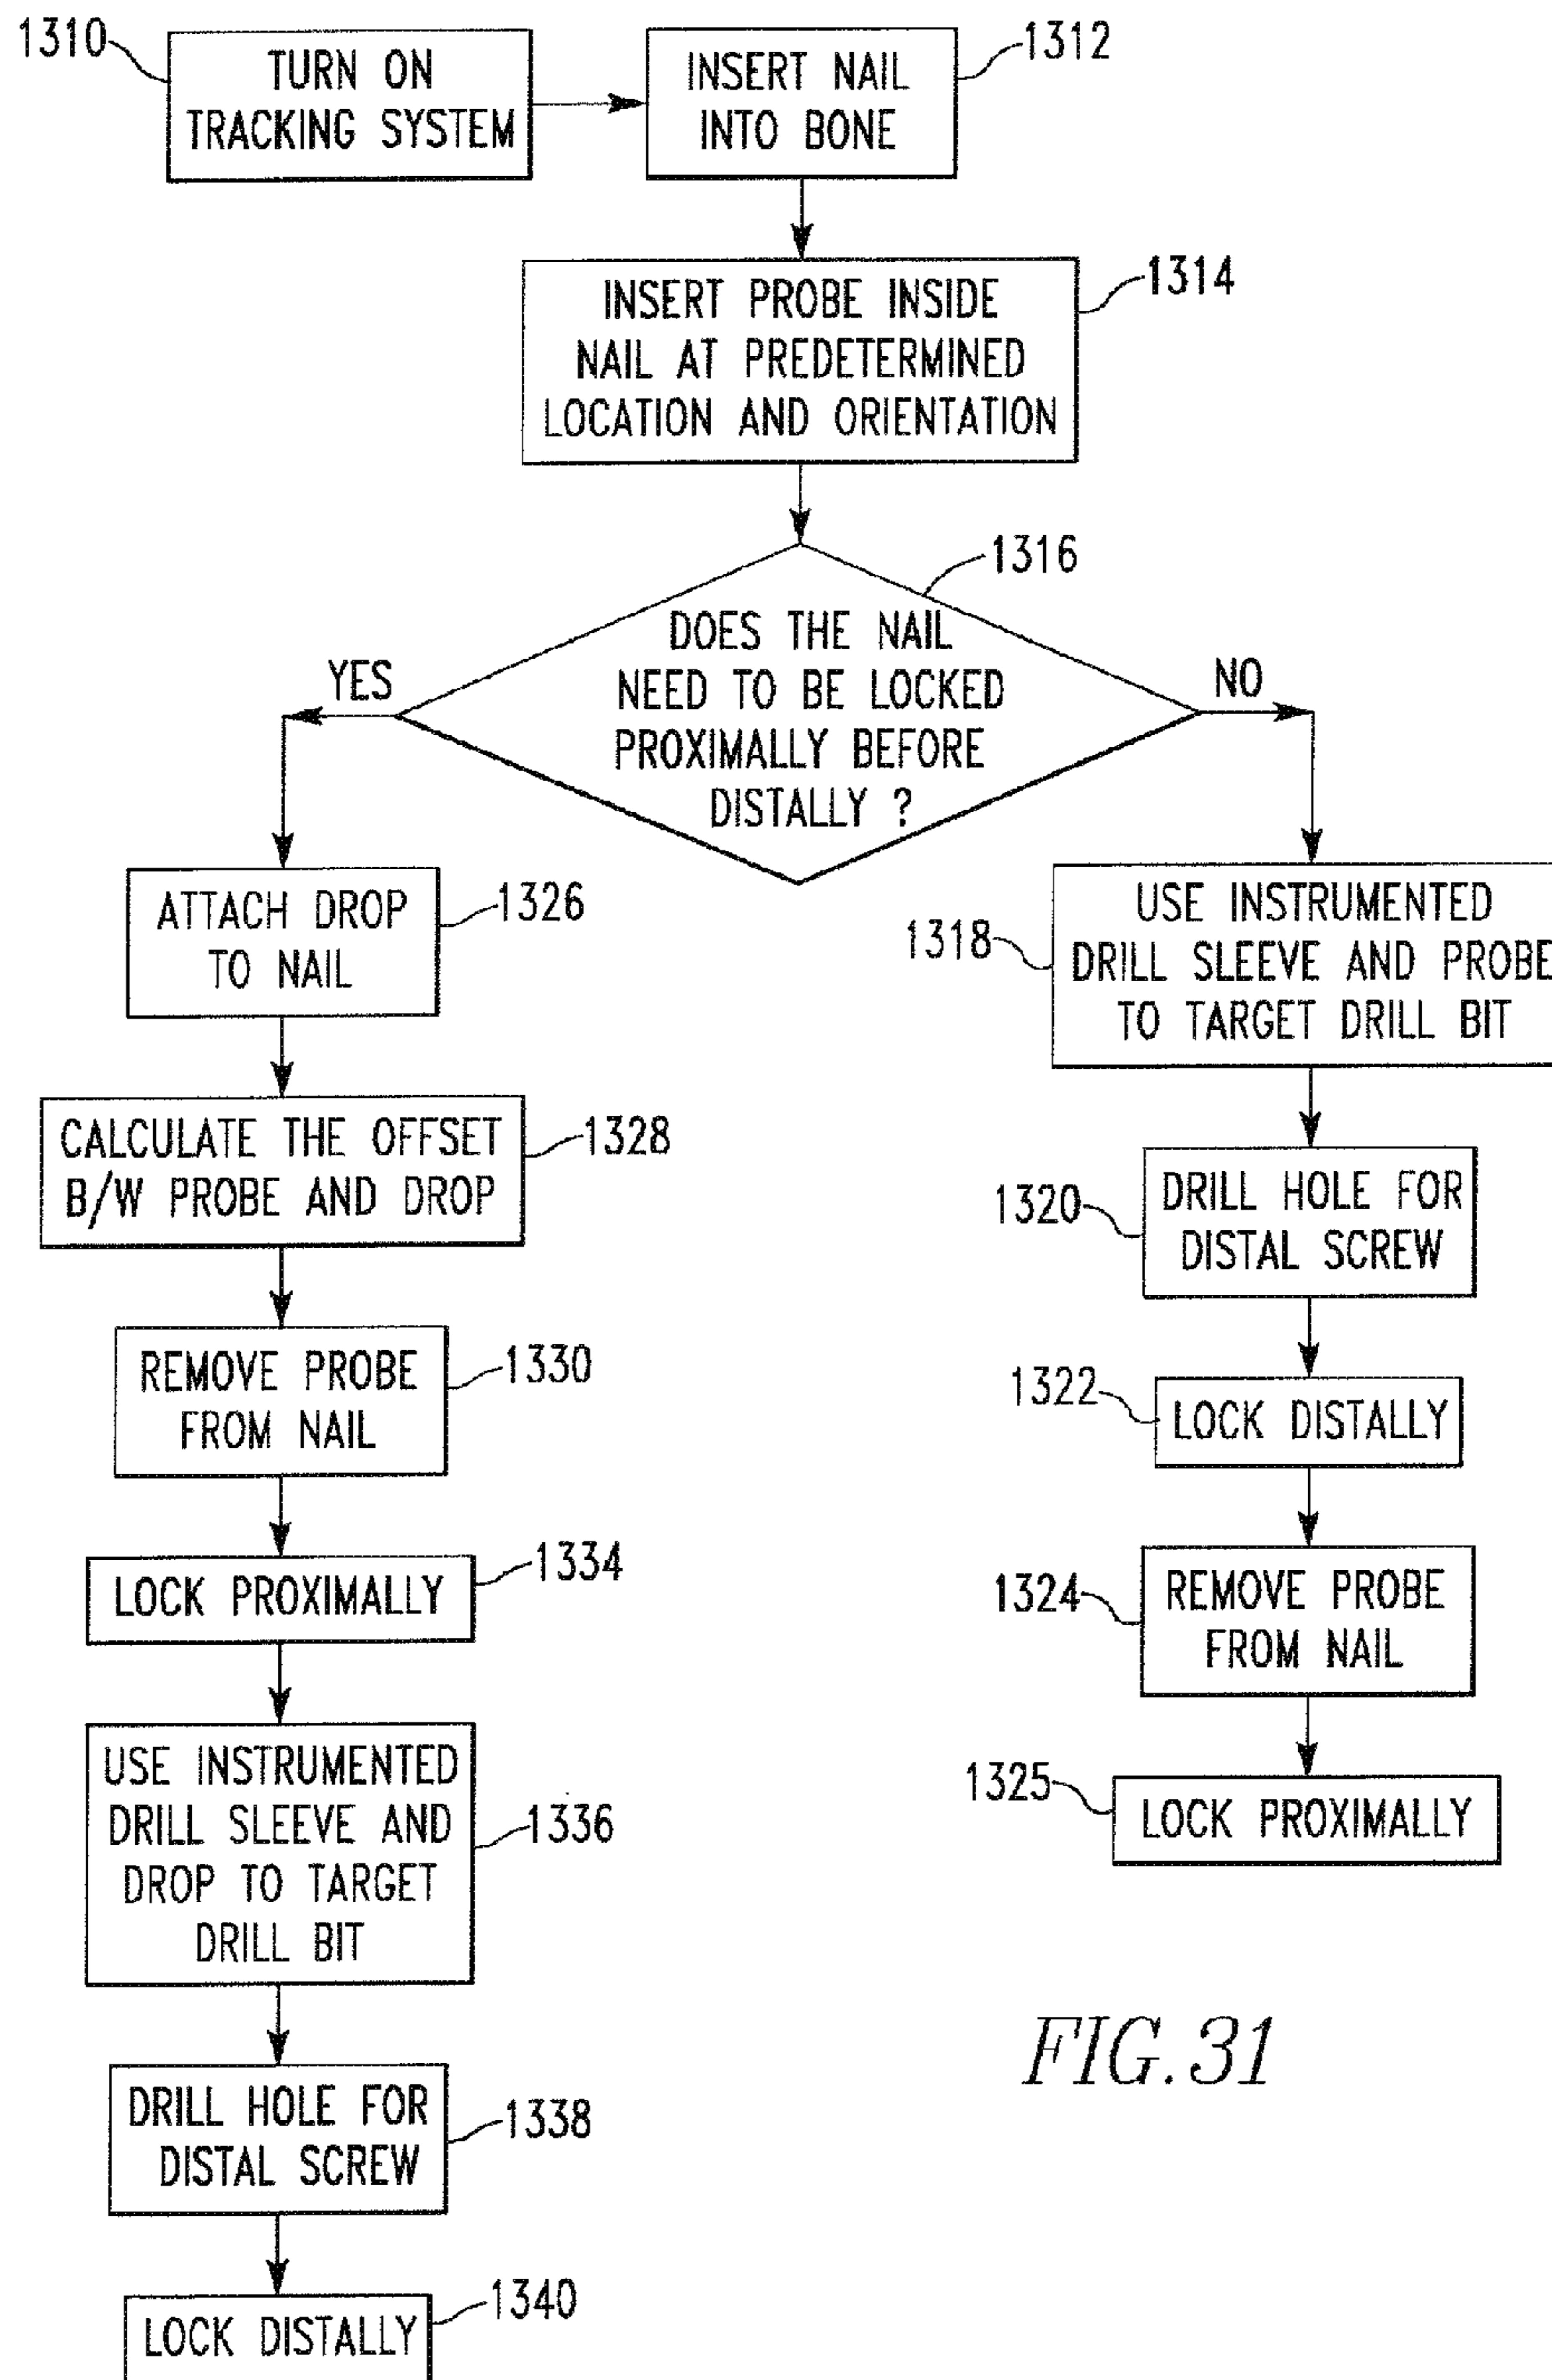 1310
TURN ON
TRACKING SYSTEM
1312
INSERT NAIL
INTO BONE
1314
INSERT PROBE INSIDE
NAIL AT PREDETERMINED
LOCATION AND ORIENTATION
1316
DOES THE NAIL
NEED TO BE LOCKED
PROXIMALLY BEFORE
DISTALLY ?
YES
NO
1326
ATTACH DROP
TO NAIL
1328
CALCULATE THE OFFSET
B/W PROBE AND DROP
1330
REMOVE PROBE
FROM NAIL
1334
LOCK PROXIMALLY
1336
USE INSTRUMENTED
DRILL SLEEVE AND
DROP TO TARGET
DRILL BIT
1338
DRILL HOLE FOR
DISTAL SCREW
1340
LOCK DISTALLY
1318
USE INSTRUMENTED
DRILL SLEEVE AND PROBE
TO TARGET DRILL BIT
1320
DRILL HOLE FOR
DISTAL SCREW
1322
LOCK DISTALLY
1324
REMOVE PROBE
FROM NAIL
1325
LOCK PROXIMALLY
FIG.31